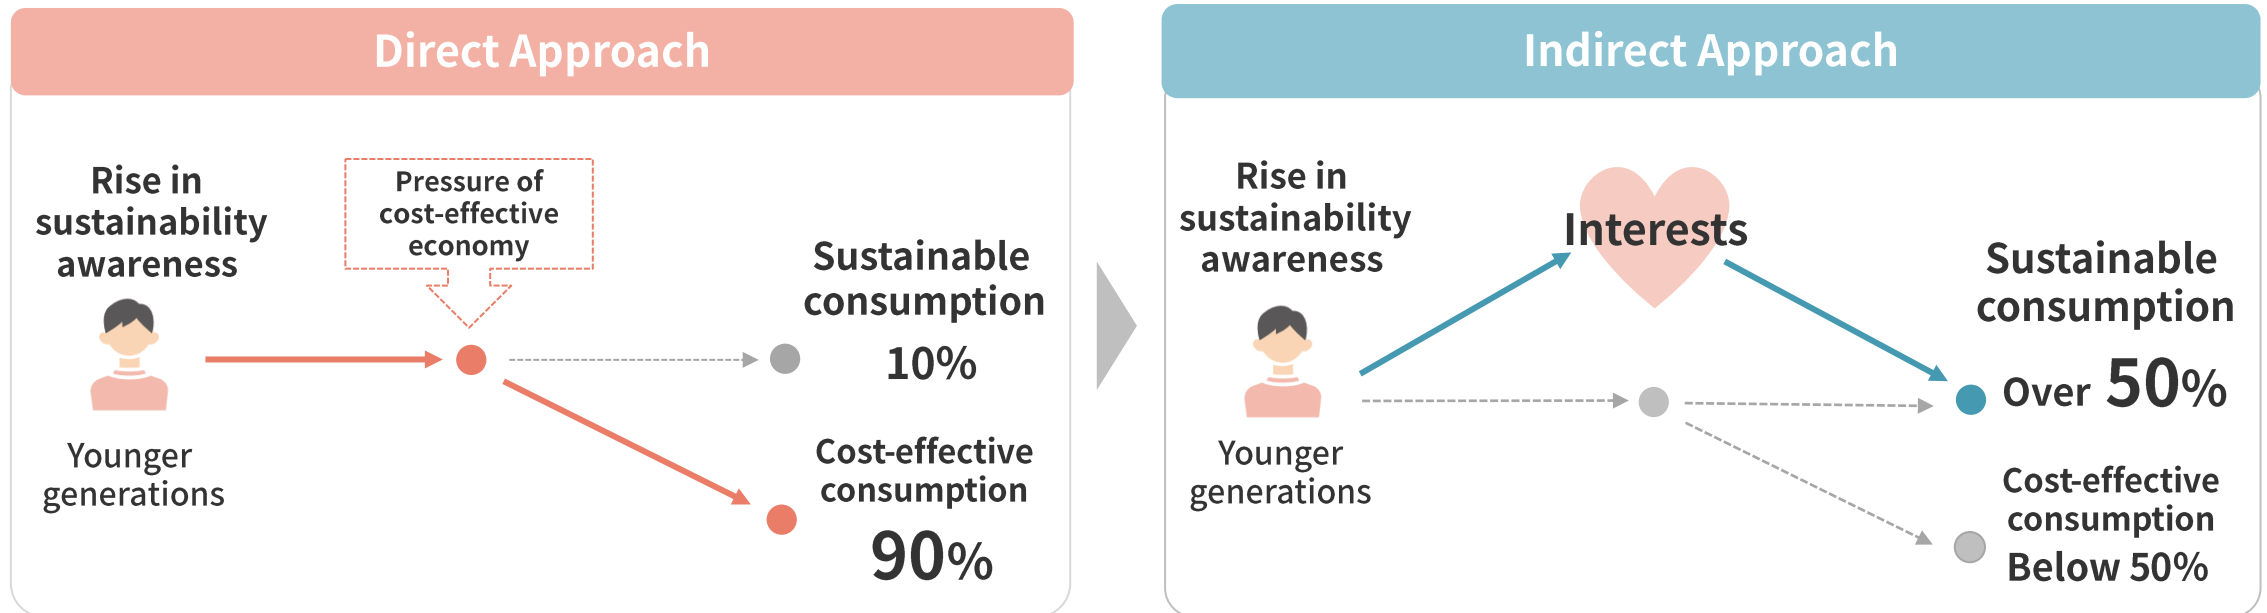 Direct Approach
Rise in
sustainability
awareness
Younger
generations
Pressure of
cost-effective
economy
Sustainable
consumption
10%
Cost-effective
consumption
90%
Indirect Approach
Rise in
sustainability
awareness
Younger
generations
Interests
Sustainable
consumption
Over 50%
Cost-effective
consumption
Below 50%